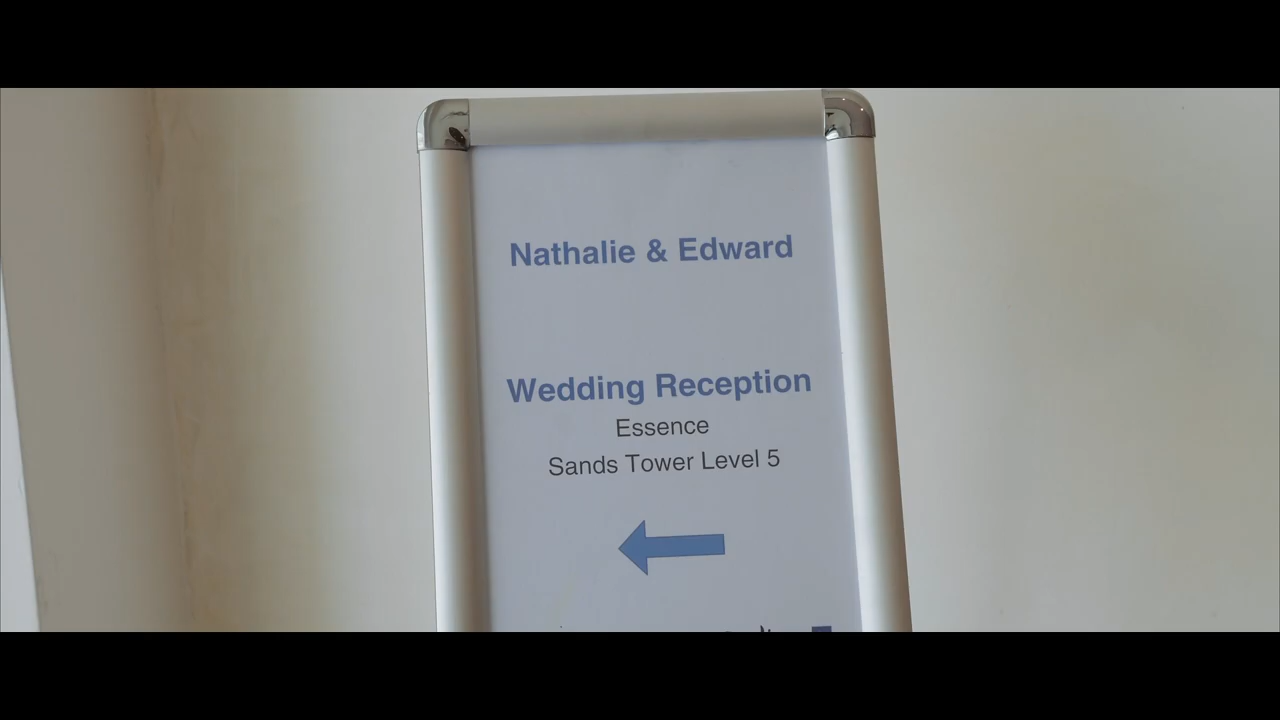 Nathalie & Edward
Wedding Reception
Essence
Sands Tower Level 5